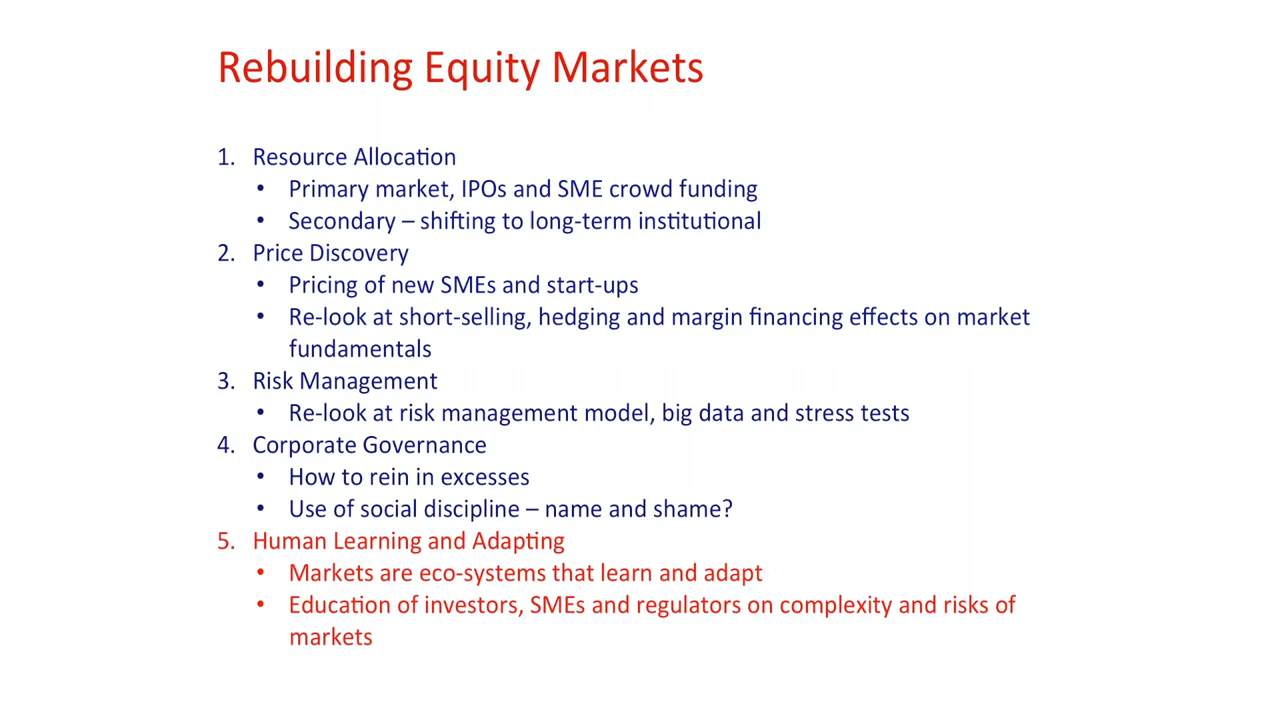 Rebuilding Equity Markets
1. Resource Allocation
• Primary market, IPOs and SME crowd funding
• Secondary – shifting to long-term institutional
2. Price Discovery
• Pricing of new SMEs and start-ups
• Re-look at short-selling, hedging and margin financing effects on market
fundamentals
3. Risk Management
• Re-look at risk management model, big data and stress tests
4. Corporate Governance
• How to rein in excesses
• Use of social discipline – name and shame?
5. Human Learning and Adapting
• Markets are eco-systems that learn and adapt
• Education of investors, SMEs and regulators on complexity and risks of
markets